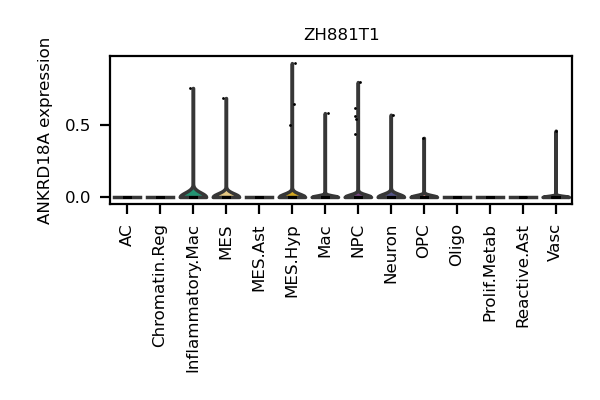 ZH881T1
ANKRD18A expression
0.5
0.0
AC
Chromatin.Reg
Inflammatory.Mac
MES
MES.Ast
MES.Hyp
Mac
NPC
Neuron
OPC
Oligo
Prolif.Metab
Reactive.Ast
Vasc